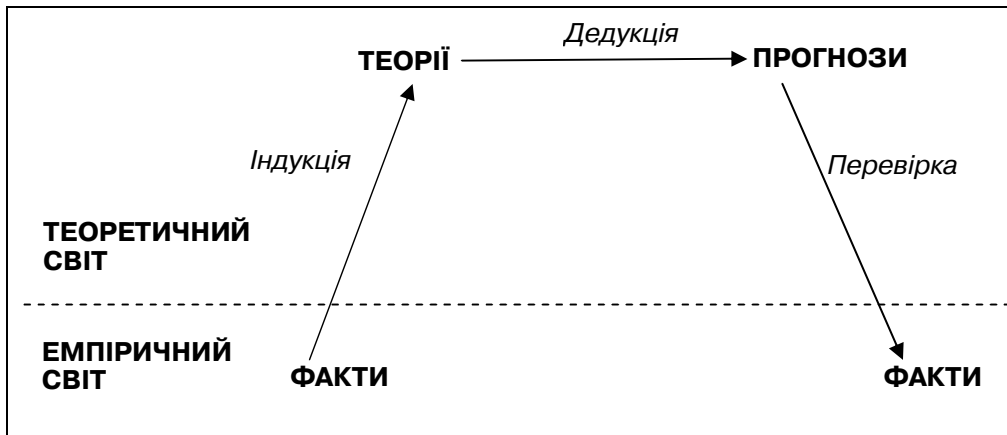 Дедукція
ТЕОРІЇ
ПРОГНОЗИ
Індукція
Перевірка
ТЕОРЕТИЧНИЙ
СВІТ
ЕМПІРИЧНИЙ
СВІТ
ФАКТИ
ФАКТИ